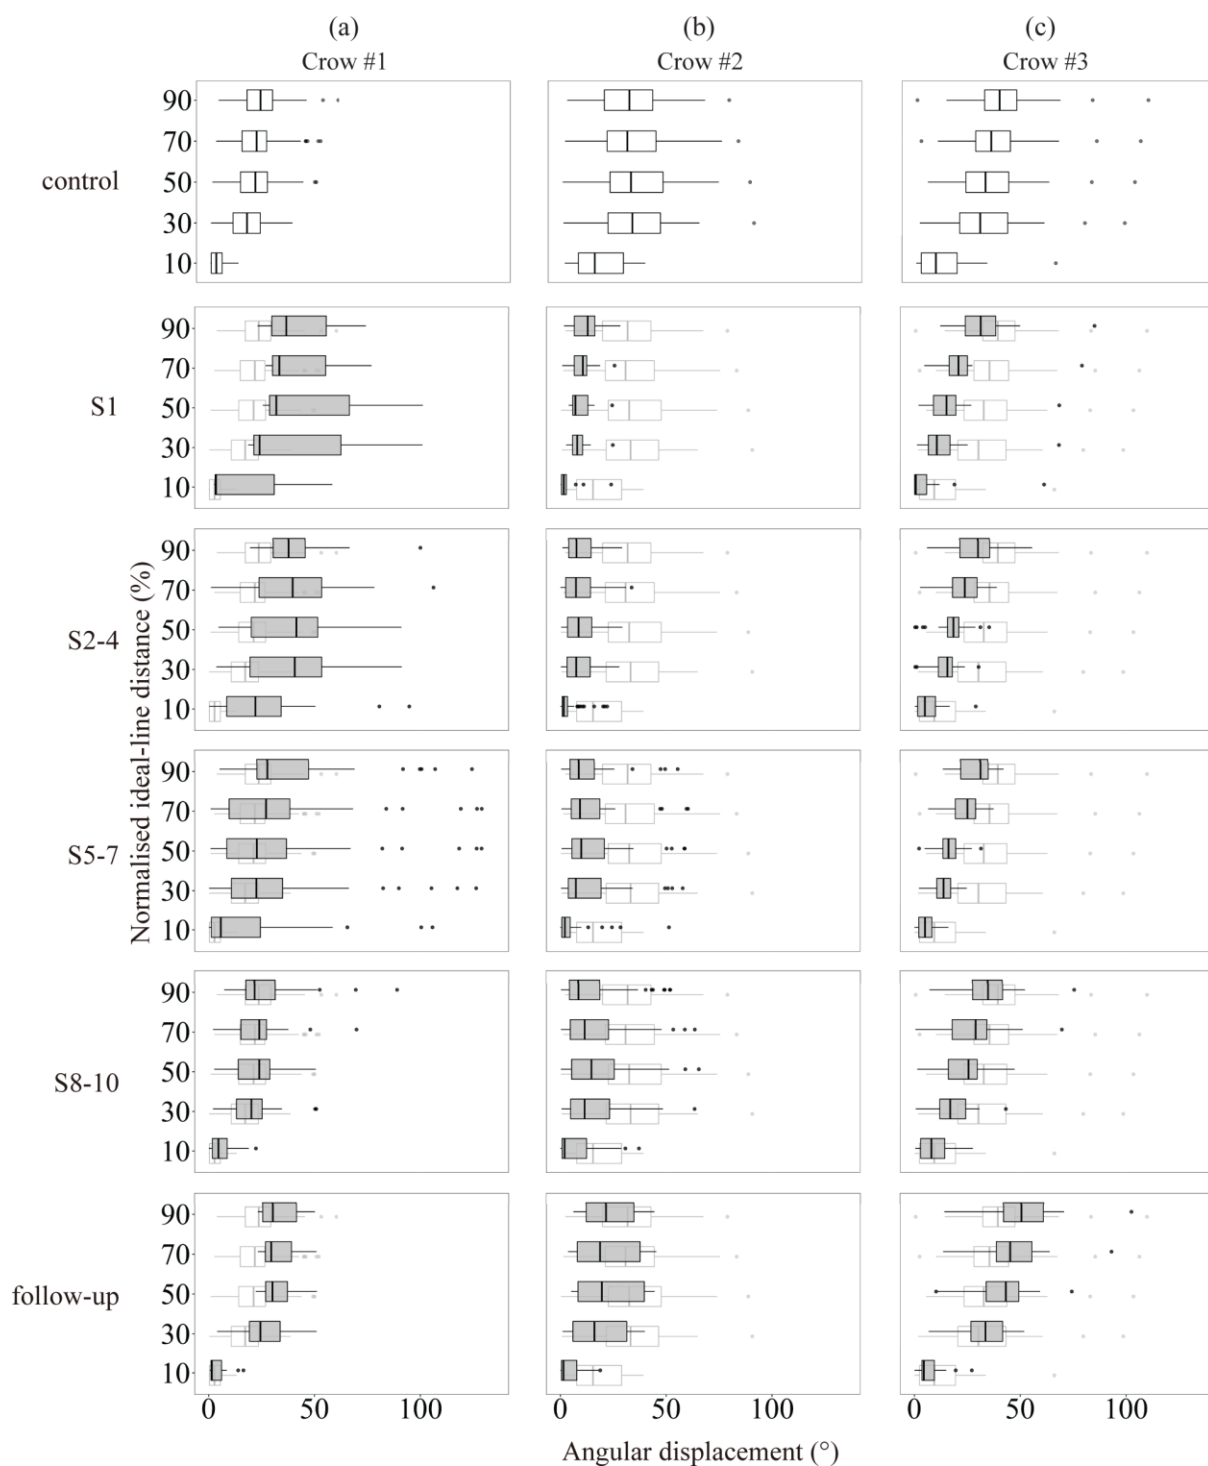 (a) (b) (c)
Crow #1 Crow #2 Crow #3
Normalised ideal-line distance (%)
control
90
70
50
30
10
S1
90
70
50
30
10
S2-4
90
70
50
30
10
S5-7
90
70
50
30
10
S8-10
90
70
50
30
10
follow-up
90
70
50
30
10
0 50 100 0 50 100 0 50 100
Angular displacement (°)